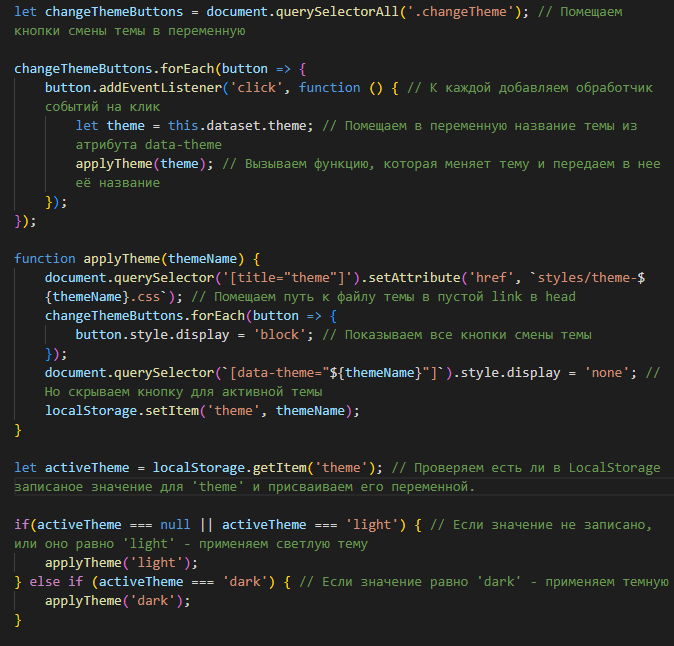 let changeThemeButtons = document.querySelectorAll('.changeTheme'); // Помещаем
кнопки смены темы в переменную
changeThemeButtons.forEach(button => {
button.addEventListener('click', function () { // К каждой добавляем обработчик
событий на клик
let theme = this.dataset.theme; // Помещаем в переменную название темы из
атрибута data-theme
applyTheme(theme); // Вызываем функцию, которая меняет тему и передаем в нее
её название
});
});
function applyTheme(themeName) {
document.querySelector('[title="theme"]').setAttribute('href', `styles/theme-$
{themeName}.css`); // Помещаем путь к файлу темы в пустой link в head
changeThemeButtons.forEach(button => {
button.style.display = 'block'; // Показываем все кнопки смены темы
});
document.querySelector(`[data-theme="${themeName}"]`).style.display = 'none'; //
Но скрываем кнопку для активной темы
localStorage.setItem('theme', themeName);
}
let activeTheme = localStorage.getItem('theme'); // Проверяем есть ли в LocalStorage
записаное значение для 'theme' и присваиваем его переменной.
if(activeTheme === null || activeTheme === 'light') { // Если значение не записано,
или оно равно 'light' - применяем светлую тему
applyTheme('light');
} else if (activeTheme === 'dark') { // Если значение равно 'dark' - применяем темную
applyTheme('dark');
}